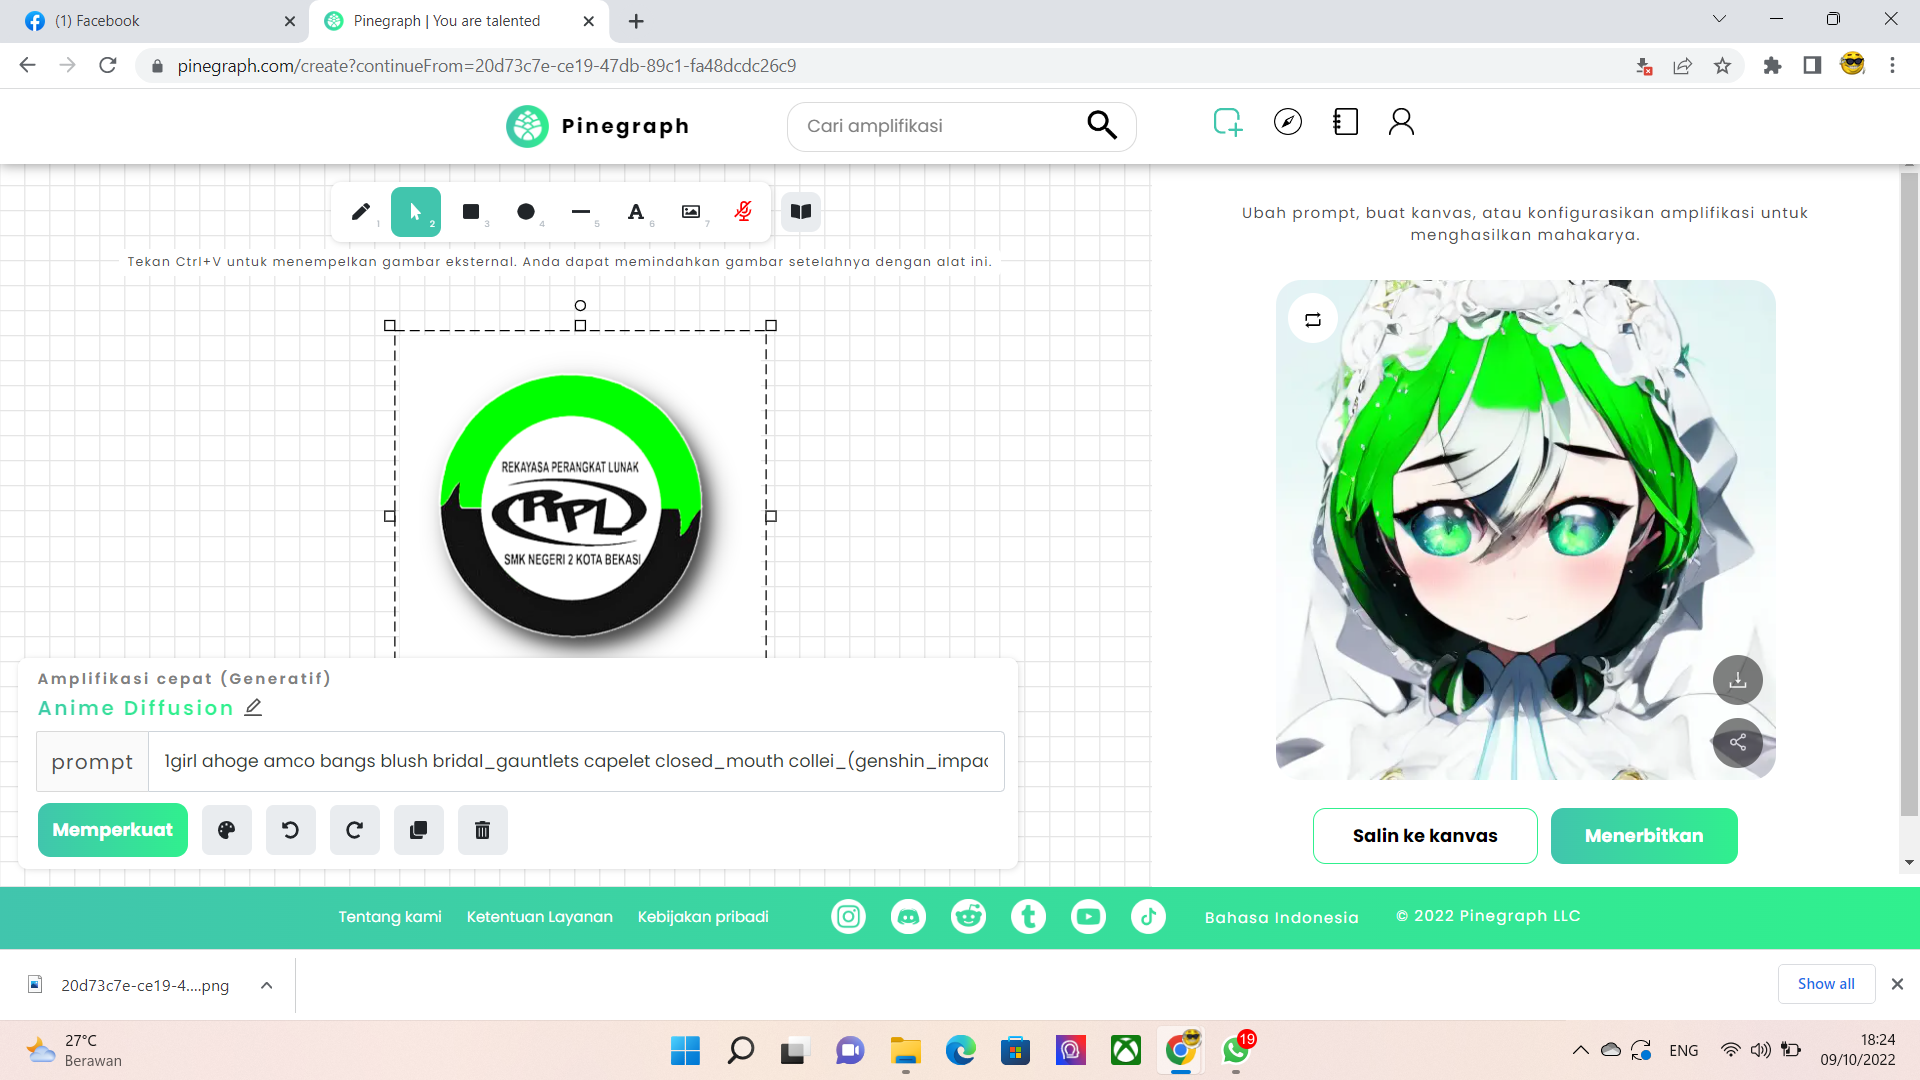 (1) Facebook
Pinegraph | You are talented
pinegraph.com/create?continueFrom=20d73c7e-ce19-47db-89c1-fa48dcdc26c9
Pinegraph
Cari amplifikasi
1
2
3
4
5
A 6
7
Tekan Ctrl+V untuk menempelkan gambar eksternal. Anda dapat memindahkan gambar setelahnya dengan alat ini.
REKAYASA PERANGKAT LUNAK
RPL
SMK NEGERI 2 KOTA BEKASI
Amplifikasi cepat (Generatif)
Anime Diffusion
prompt
1girl ahoge amco bangs blush bridal_gauntlets capelet closed_mouth collei_(genshin_impac
Memperkuat
Ubah prompt, buat kanvas, atau konfigurasikan amplifikasi untuk
menghasilkan mahakarya.
Salin ke kanvas
Menerbitkan
Tentang kami
Ketentuan Layanan
Kebijakan pribadi
Bahasa Indonesia
© 2022 Pinegraph LLC
20d73c7e-ce19-4....png
Show all
27°C
Berawan
19
ENG
18:24
09/10/2022